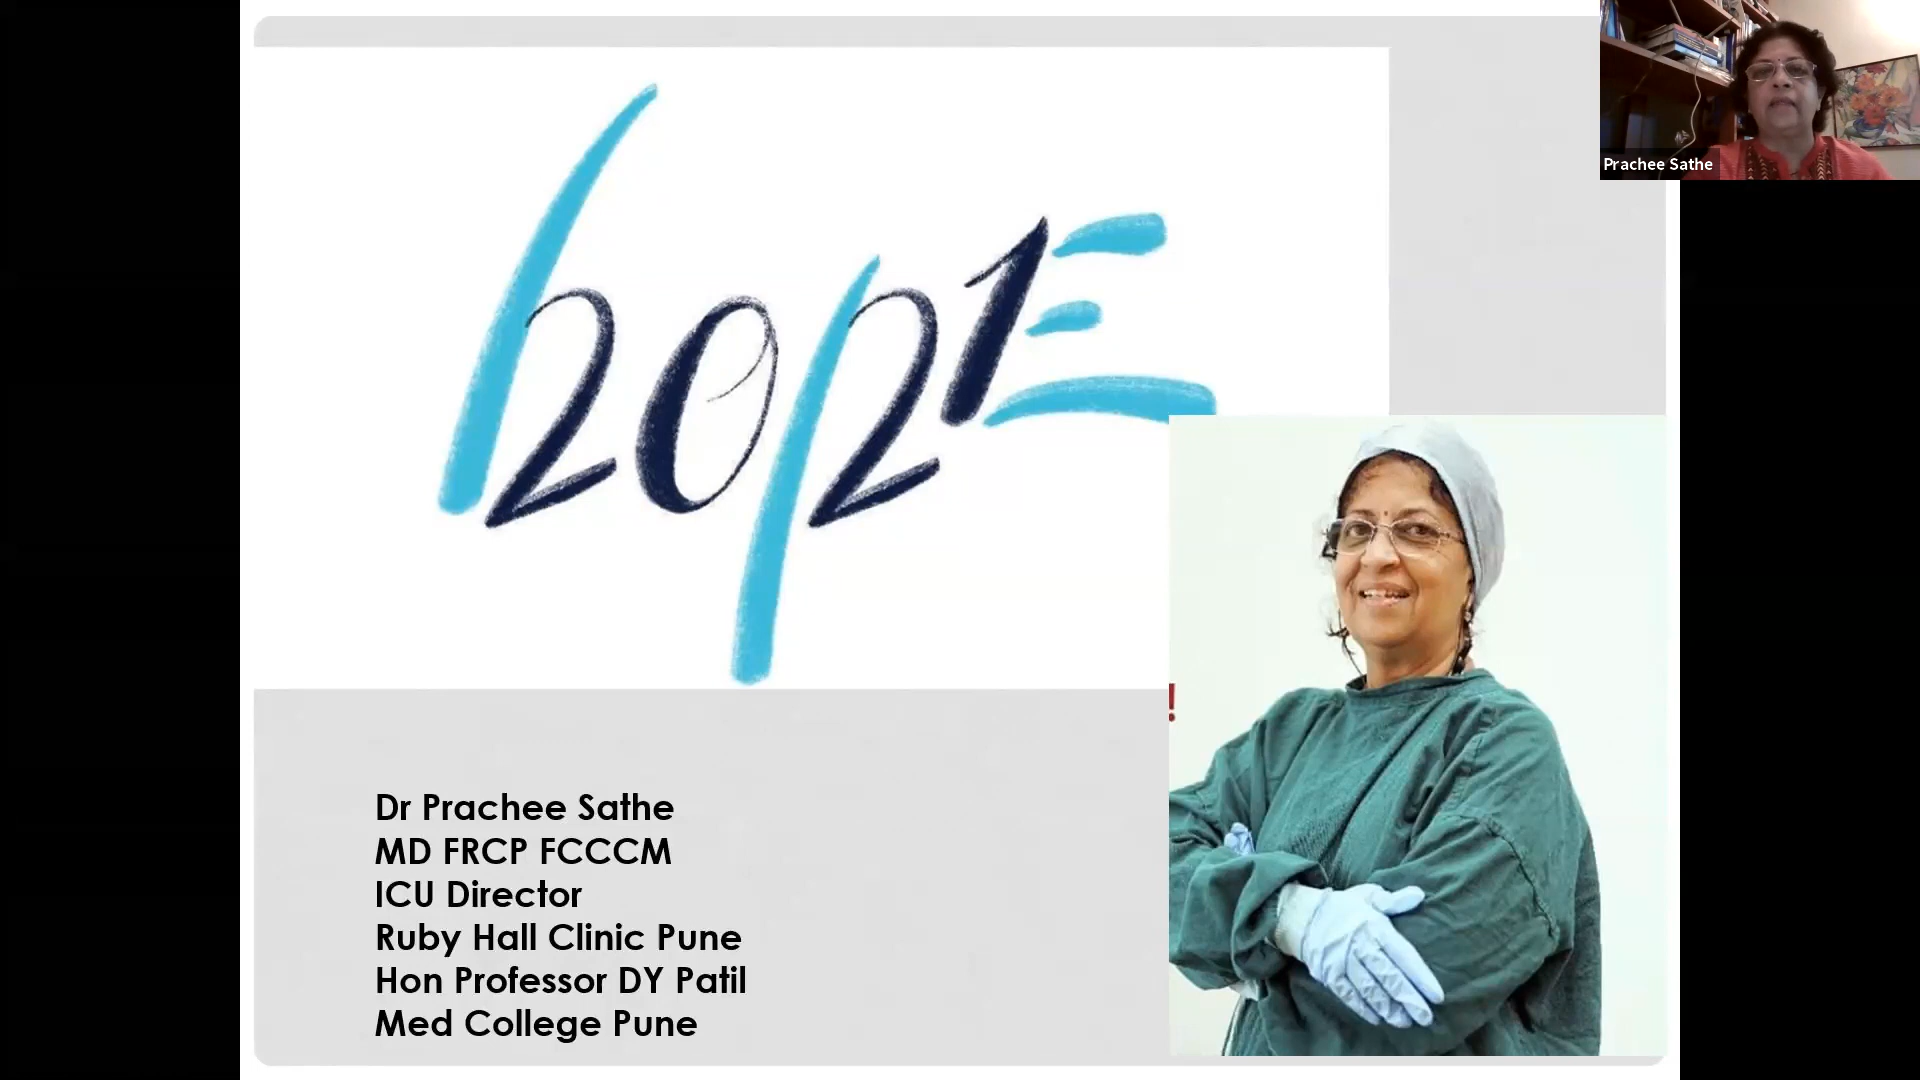 hope
2021
Prachee Sathe
!
Dr Prachee Sathe
MD FRCP FCCCM
ICU Director
Ruby Hall Clinic Pune
Hon Professor DY Patil
Med College Pune